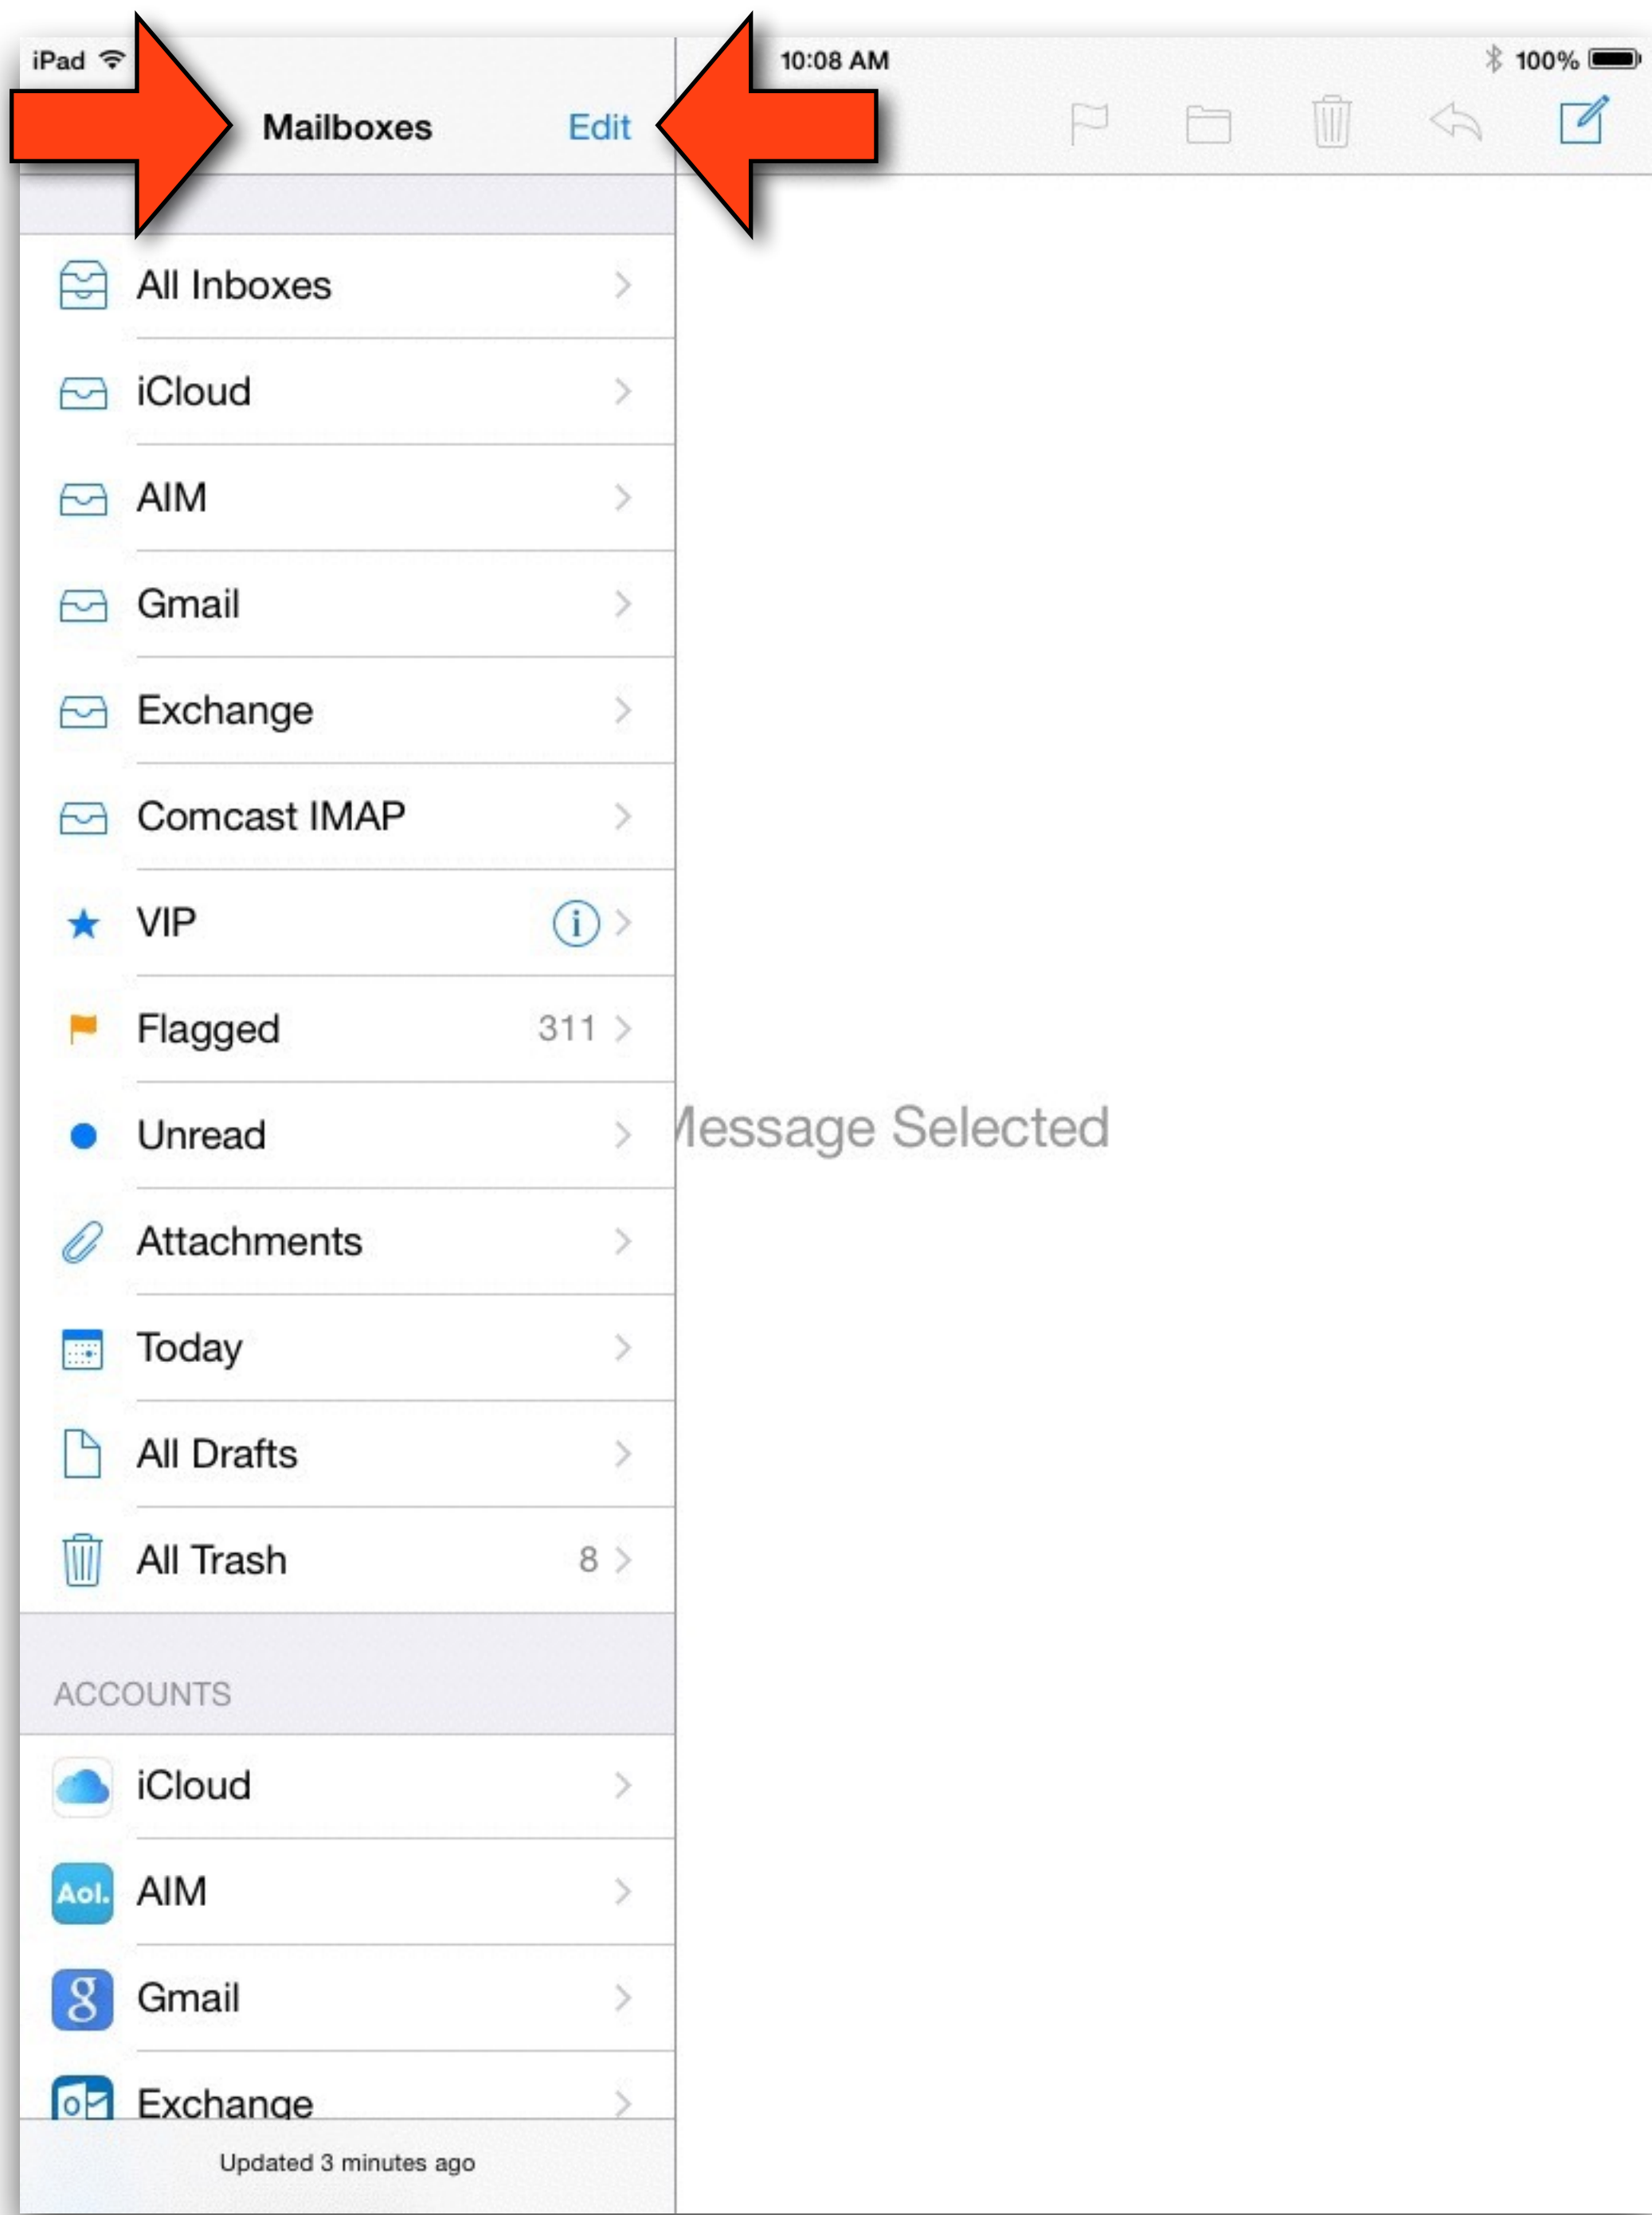 iPad
10:08 AM
100%
Mailboxes
Edit
All Inboxes
iCloud
AIM
Gmail
Exchange
Comcast IMAP
VIP
i
Flagged
311
Unread
Message Selected
Attachments
Today
All Drafts
All Trash
8
ACCOUNTS
iCloud
Aol.
AIM
g
Gmail
o
Exchange
Updated 3 minutes ago